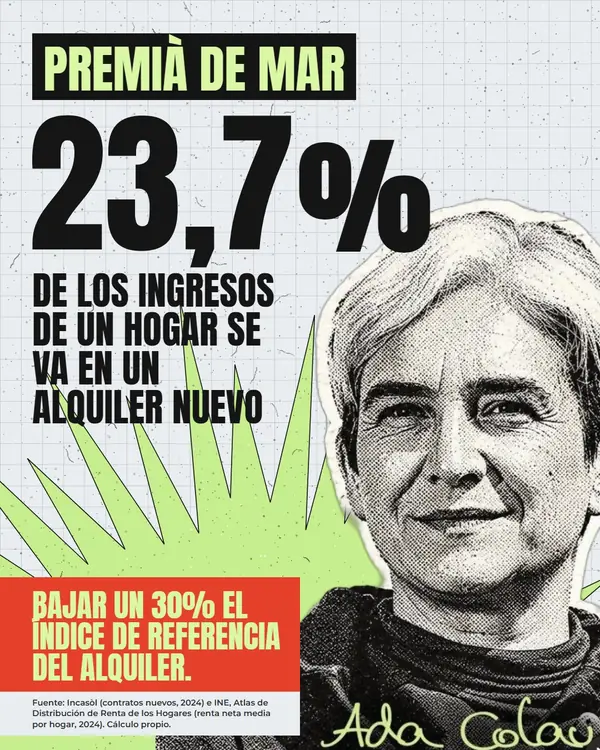 PREMIÀ DE MAR
23,7%
DE LOS INGRESOS
DE UN HOGAR SE
VA EN UN
ALQUILER NUEVO
BAJAR UN 30% EL
ÍNDICE DE REFERENCIA
DEL ALQUILER.
Fuente: Incasòl (contratos nuevos, 2024) e INE, Atlas de
Distribución de Renta de los Hogares (renta neta media
por hogar, 2024). Cálculo propio.
Ada Colau